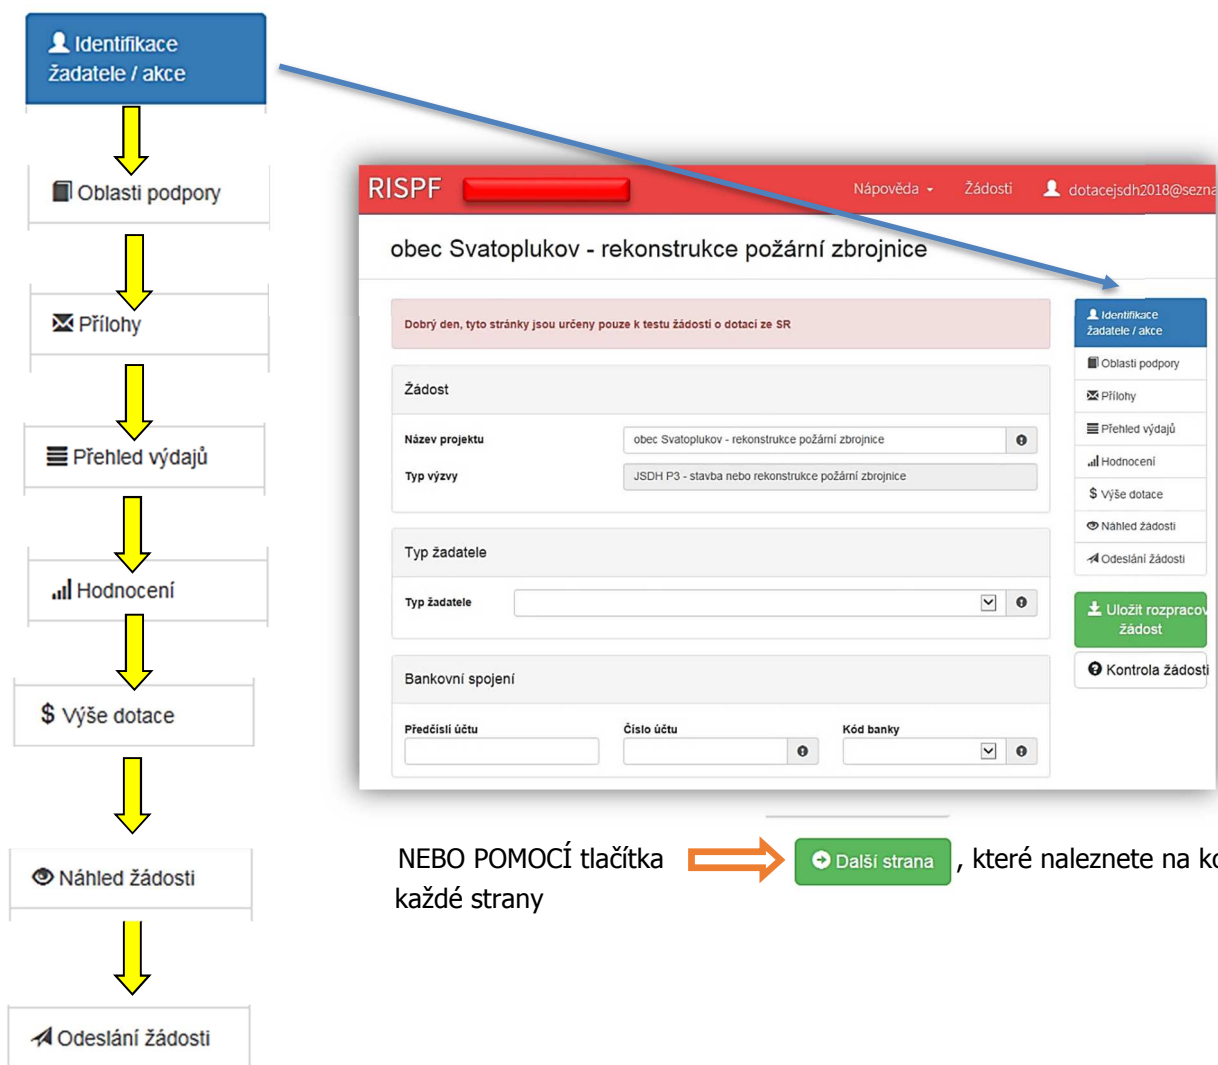 Identifikace
žadatele / akce
Oblasti podpory
Přílohy
Přehled výdajů
Hodnocení
$ Výše dotace
Náhled žádosti
Odeslání žádosti
RISPF
Nápověda
Žádosti
dotacejsdh2018@sezna
obec Svatoplukov - rekonstrukce požární zbrojnice
Dobrý den, tyto stránky jsou určeny pouze k testu žádostí o dotací ze SR
Žádost
Název projektu
obec Svatoplukov - rekonstrukce požární zbrojnice
Typ výzvy
JSDH P3 - stavba nebo rekonstrukce požární zbrojnice
Typ žadatele
Typ žadatele
Bankovní spojení
Předčíslí účtu
Číslo účtu
Kód banky
Identifikace
žadatele / akce
Oblasti podpory
Přílohy
Přehled výdajů
Hodnocení
$ Výše dotace
Náhled žádosti
Odeslání žádosti
Uložit rozpracov
žádost
Kontrola žádosti
NEBO POMOCÍ tlačítka Další strana , které naleznete na ko
každé strany